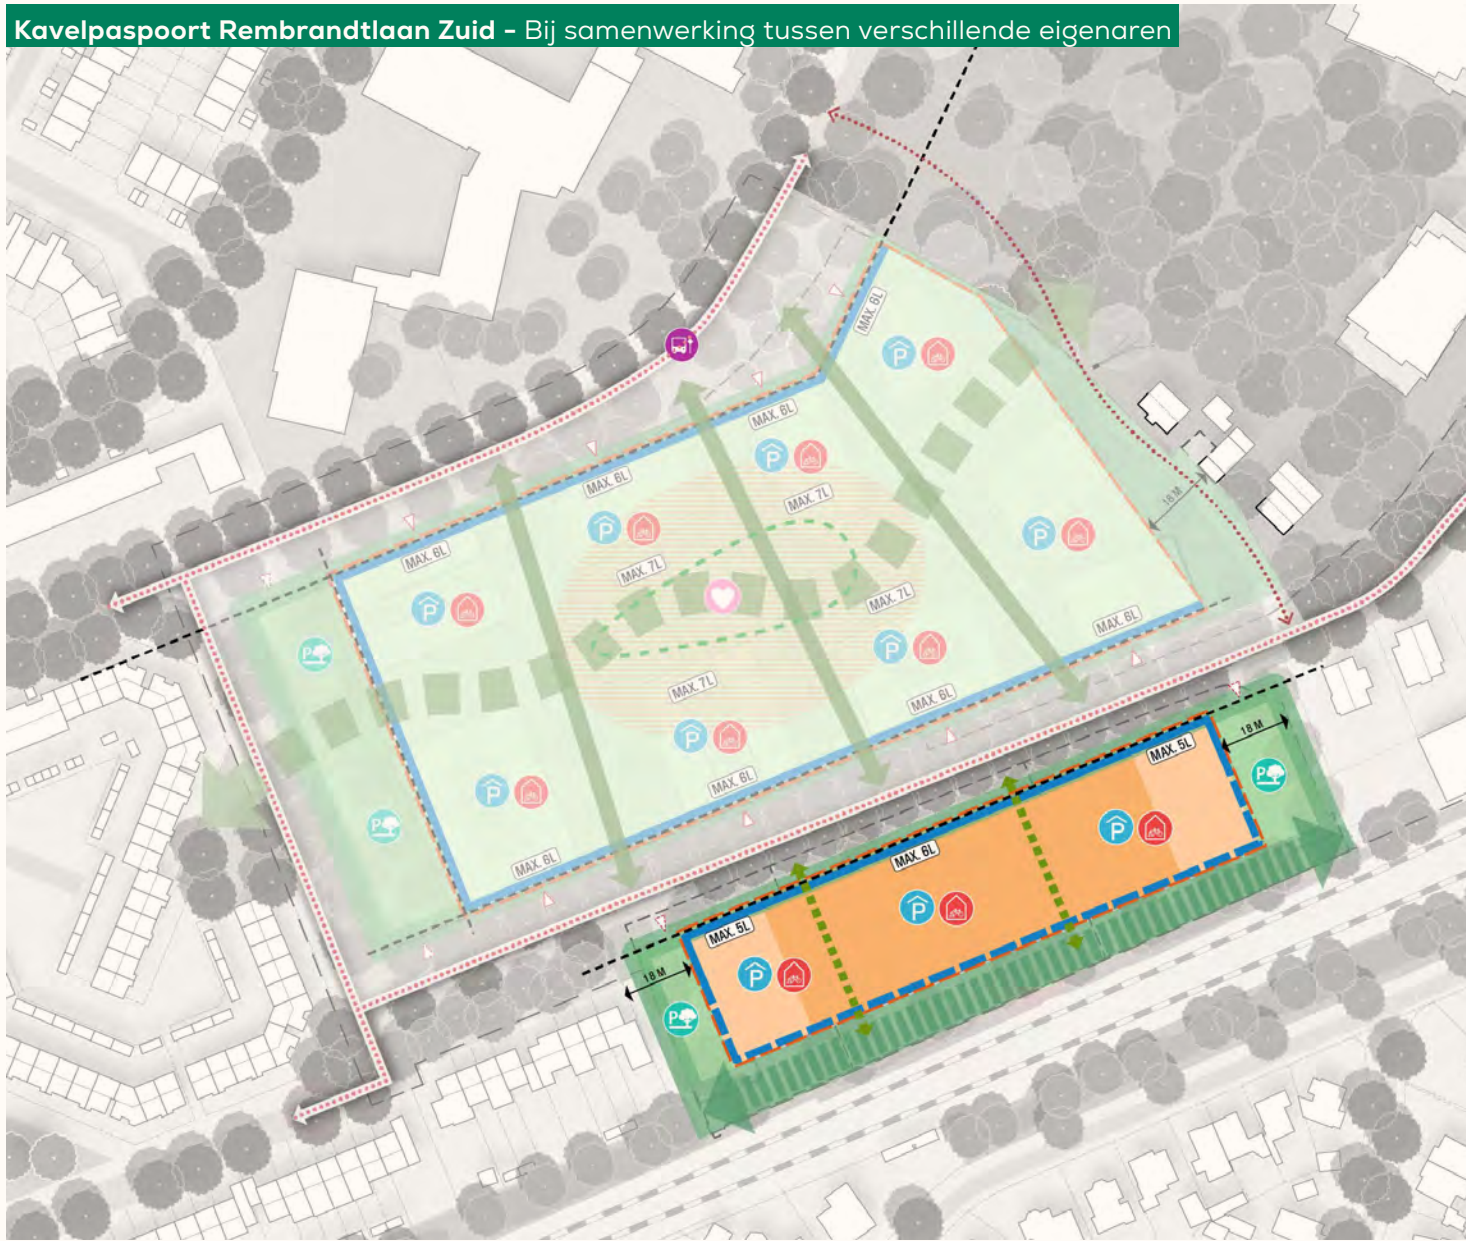 Kavelpaspoort Rembrandtlaan Zuid - Bij samenwerking tussen verschillende eigenaren
MAX. 6L
P
MAX. 6L
P
MAX. 6L
MAX. 7L
18 M
P
P
MAX. 6L
MAX. 7L
MAX. 7L
P
MAX. 6L
P
P
MAX. 7L
MAX. 6L
P
18 M
MAX. 5L
P
MAX. 6L
P
P
P
MAX. 6L
MAX. 6L
P
MAX. 5L
P
18 M
P